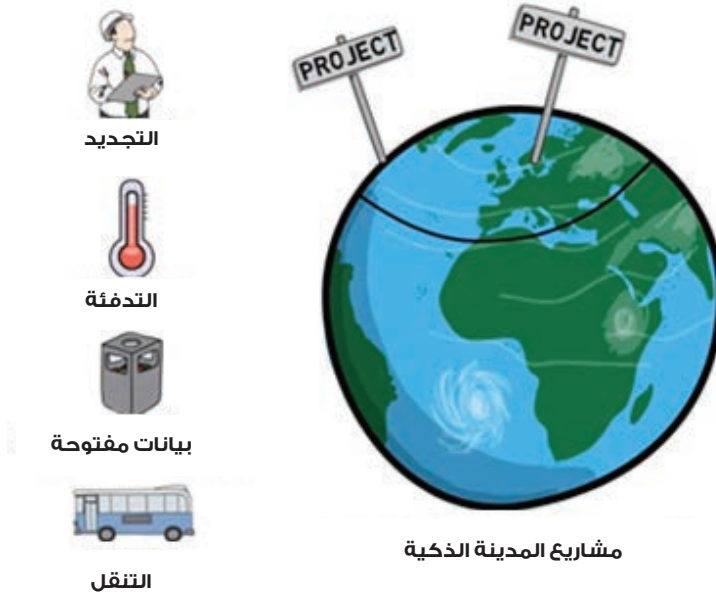 PROJECT
PROJECT
التجديد
التدفئة
بيانات مفتوحة
التنقل
مشاريع المدينة الذكية